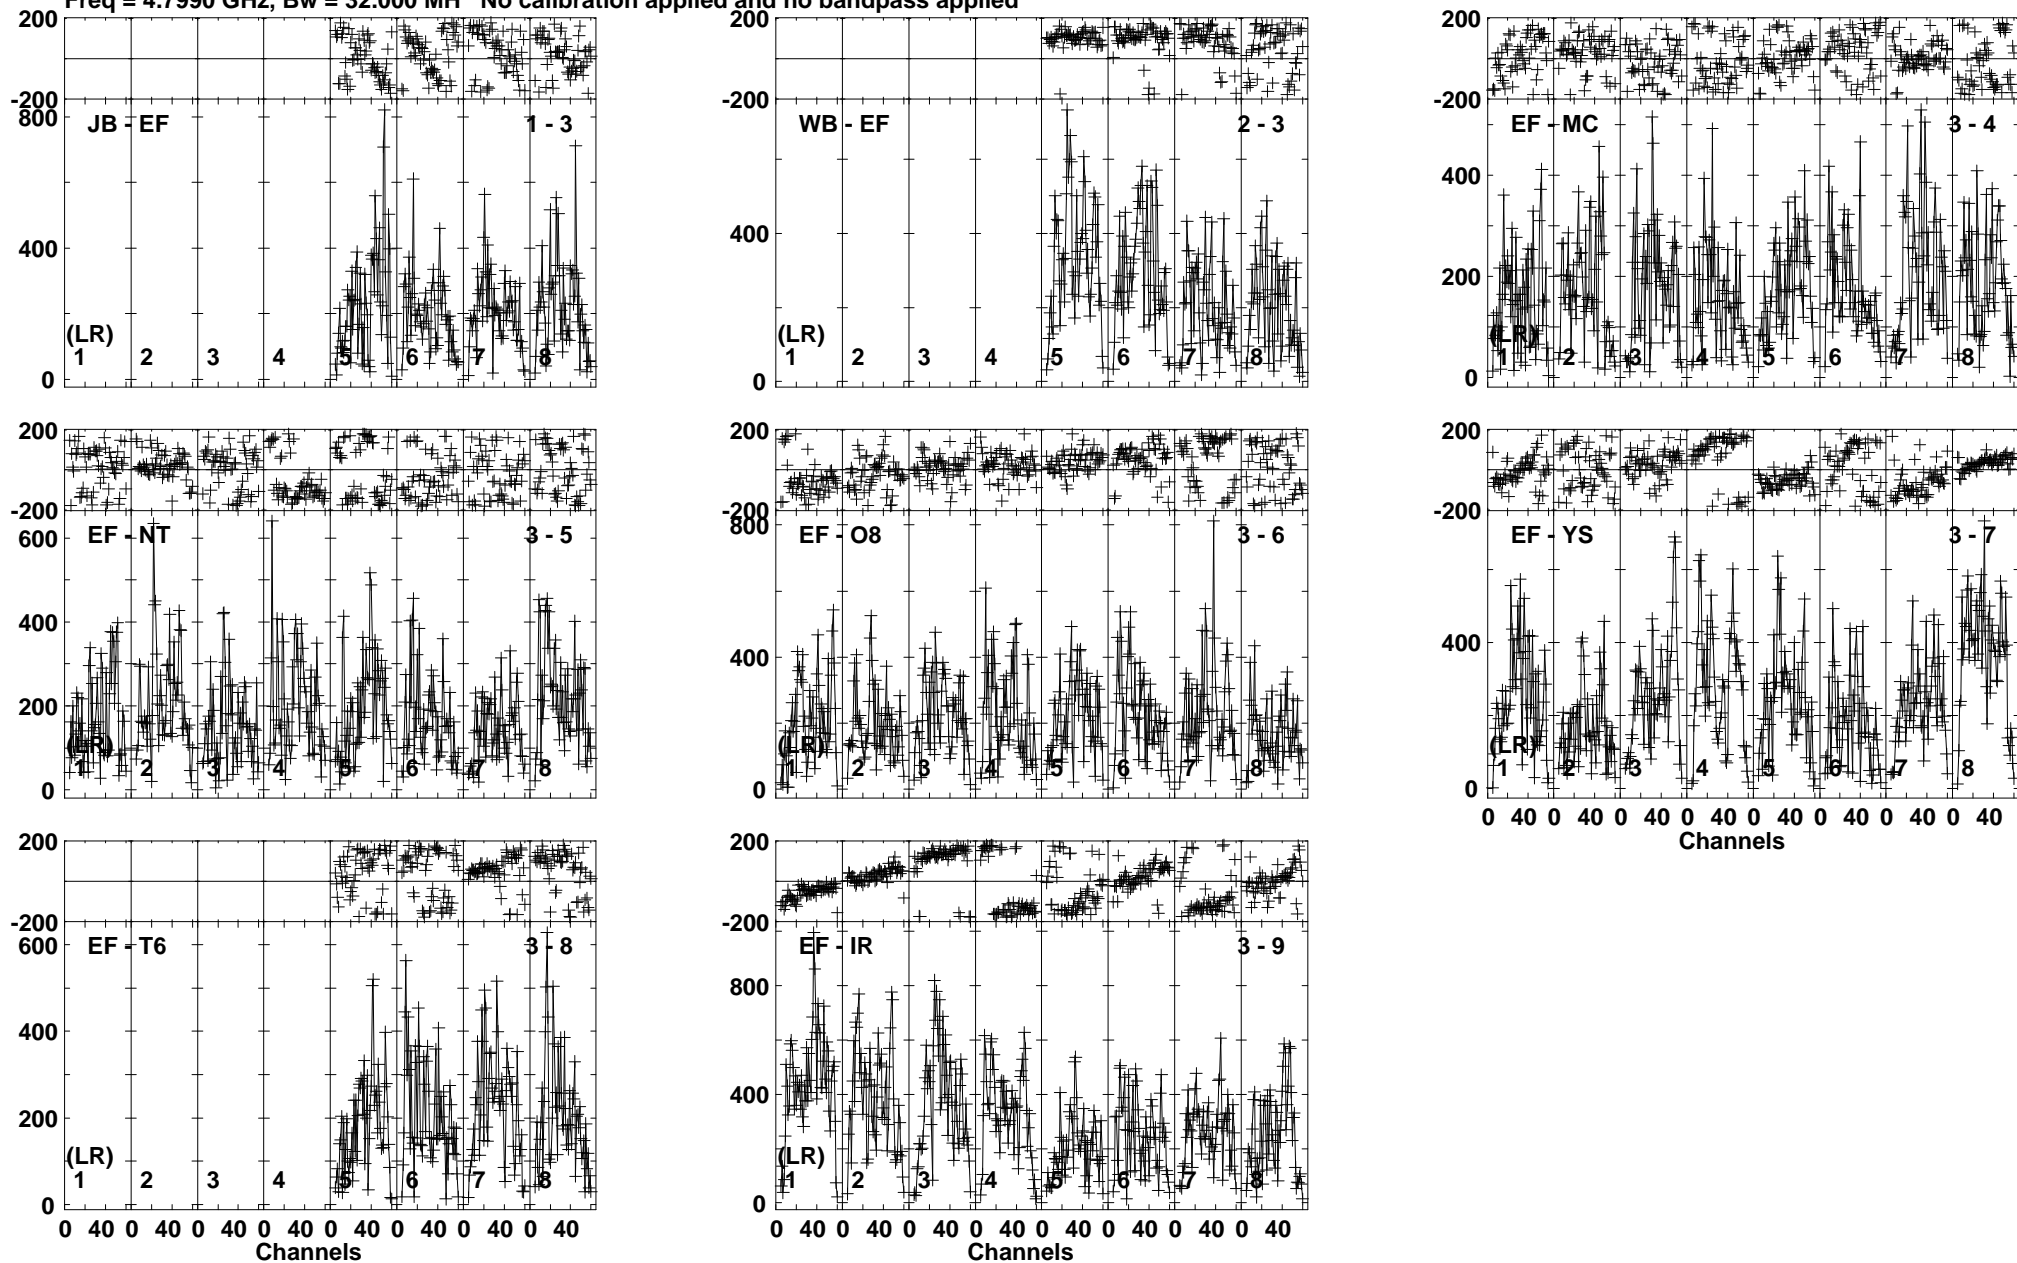 Freq = 4.7990 GHz, Bw = 32.000 MH No calibration applied and no bandpass applied
200 200 200
-200 -200 -200
800 JB - EF 1 - 3 WB - EF 2 - 3 EF - MC 3 - 4
400 400 400
200
(LR) (LR) (LR)
1 2 3 4 5 6 7 8 1 2 3 4 5 6 7 8 1 2 3 4 5 6 7 8
0 0 0
200 200 200
-200 -200 -200
600 EF - NT 3 - 5 800 EF - O8 3 - 6 EF - YS 3 - 7
400 400 400
200
(LR) (LR) (LR)
1 2 3 4 5 6 7 8 1 2 3 4 5 6 7 8 1 2 3 4 5 6 7 8
0 0 0
0 40 0 40 0 40 0 40 0 40 0 40 0 40 0 40
Channels
200 200
-200 -200
600 EF - T6 3 - 8 EF - IR 3 - 9
800
400 400
200
(LR) (LR)
1 2 3 4 5 6 7 8 1 2 3 4 5 6 7 8
0 0
0 40 0 40 0 40 0 40 0 40 0 40 0 40 0 40 0 40 0 40 0 40 0 40 0 40 0 40 0 40 0 40
Channels Channels